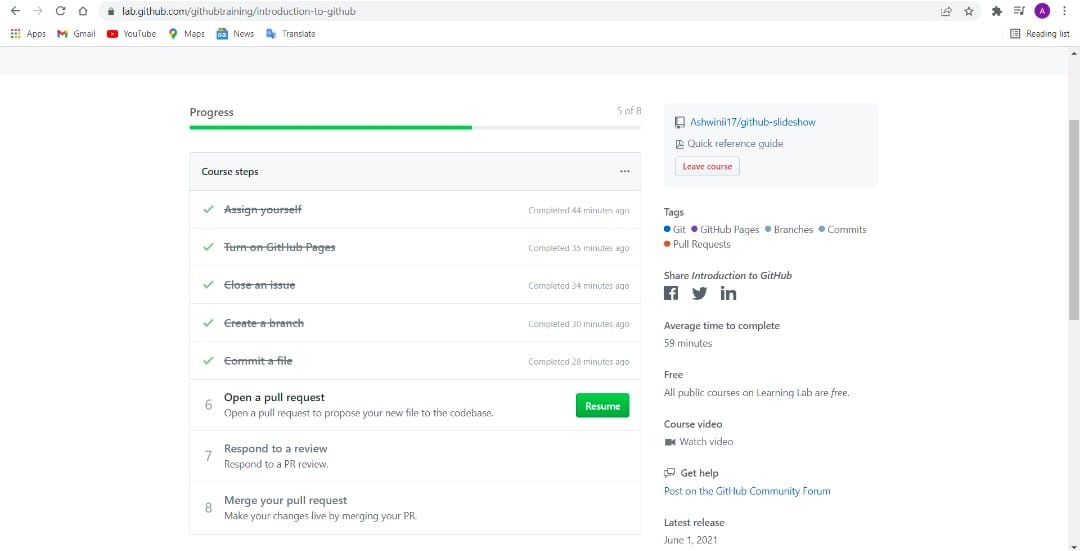 lab.github.com/githubtraining/introduction-to-github
A
Apps Gmail YouTube Maps News Translate Reading list
Progress 5 of 8
Course steps ...
Assign yourself Completed 44 minutes ago
Turn on GitHub Pages Completed 35 minutes ago
Close an issue Completed 34 minutes ago
Create a branch Completed 30 minutes ago
Commit a file Completed 28 minutes ago
6 Open a pull request
Open a pull request to propose your new file to the codebase.
Resume
7 Respond to a review
Respond to a PR review.
8 Merge your pull request
Make your changes live by merging your PR.
Ashwinii17/github-slideshow
Quick reference guide
Leave course
Tags
Git GitHub Pages Branches Commits
Pull Requests
Share Introduction to GitHub
Average time to complete
59 minutes
Free
All public courses on Learning Lab are free.
Course video
Watch video
Get help
Post on the GitHub Community Forum
Latest release
June 1, 2021